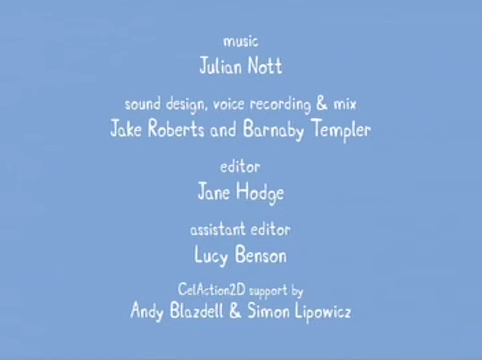 music
Julian Nott
sound design, voice recording & mix
Jake Roberts and Barnaby Templer
editor
Jane Hodge
assistant editor
Lucy Benson
CelAction2D support by
Andy Blazdell & Simon Lipowicz